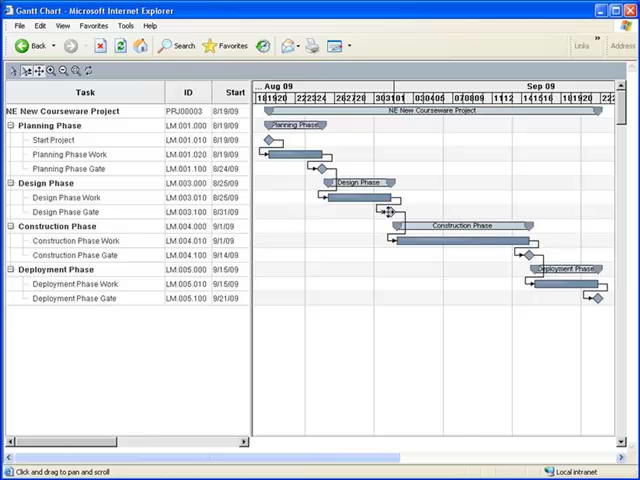 Gantt Chart - Microsoft Internet Explorer
File Edit View Favorites Tools Help
Back Search Favorites Links »
... Aug 09 Sep 09
Task ID Start
NE New Courseware Project PRJ00003 8/19/09 NE New Courseware Project
Planning Phase LM.001.000 8/19/09 Planning Phase
Start Project LM.001.010 8/19/09
Planning Phase Work LM.001.020 8/19/09
Planning Phase Gate LM.001.100 8/24/09
Design Phase LM.003.000 8/25/09 Design Phase
Design Phase Work LM.003.010 8/25/09
Design Phase Gate LM.003.100 8/31/09
Construction Phase LM.004.000 9/1/09 Construction Phase
Construction Phase Work LM.004.010 9/1/09
Construction Phase Gate LM.004.100 9/14/09
Deployment Phase LM.005.000 9/15/09 Deployment Phase
Deployment Phase Work LM.005.010 9/15/09
Deployment Phase Gate LM.005.100 9/21/09
Click and drag to pan and scroll Local intranet